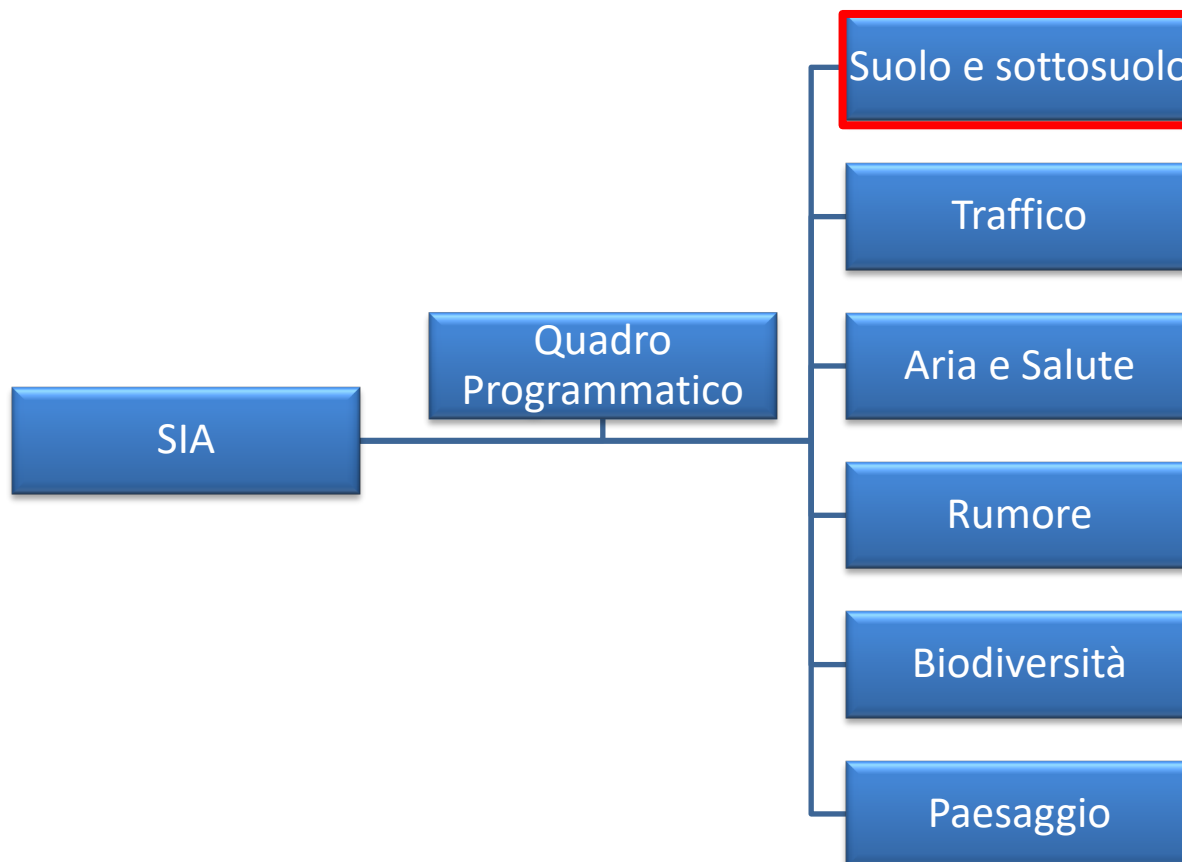 SIA
Quadro
Programmatico
Suolo e sottosuolo
Traffico
Aria e Salute
Rumore
Biodiversità
Paesaggio